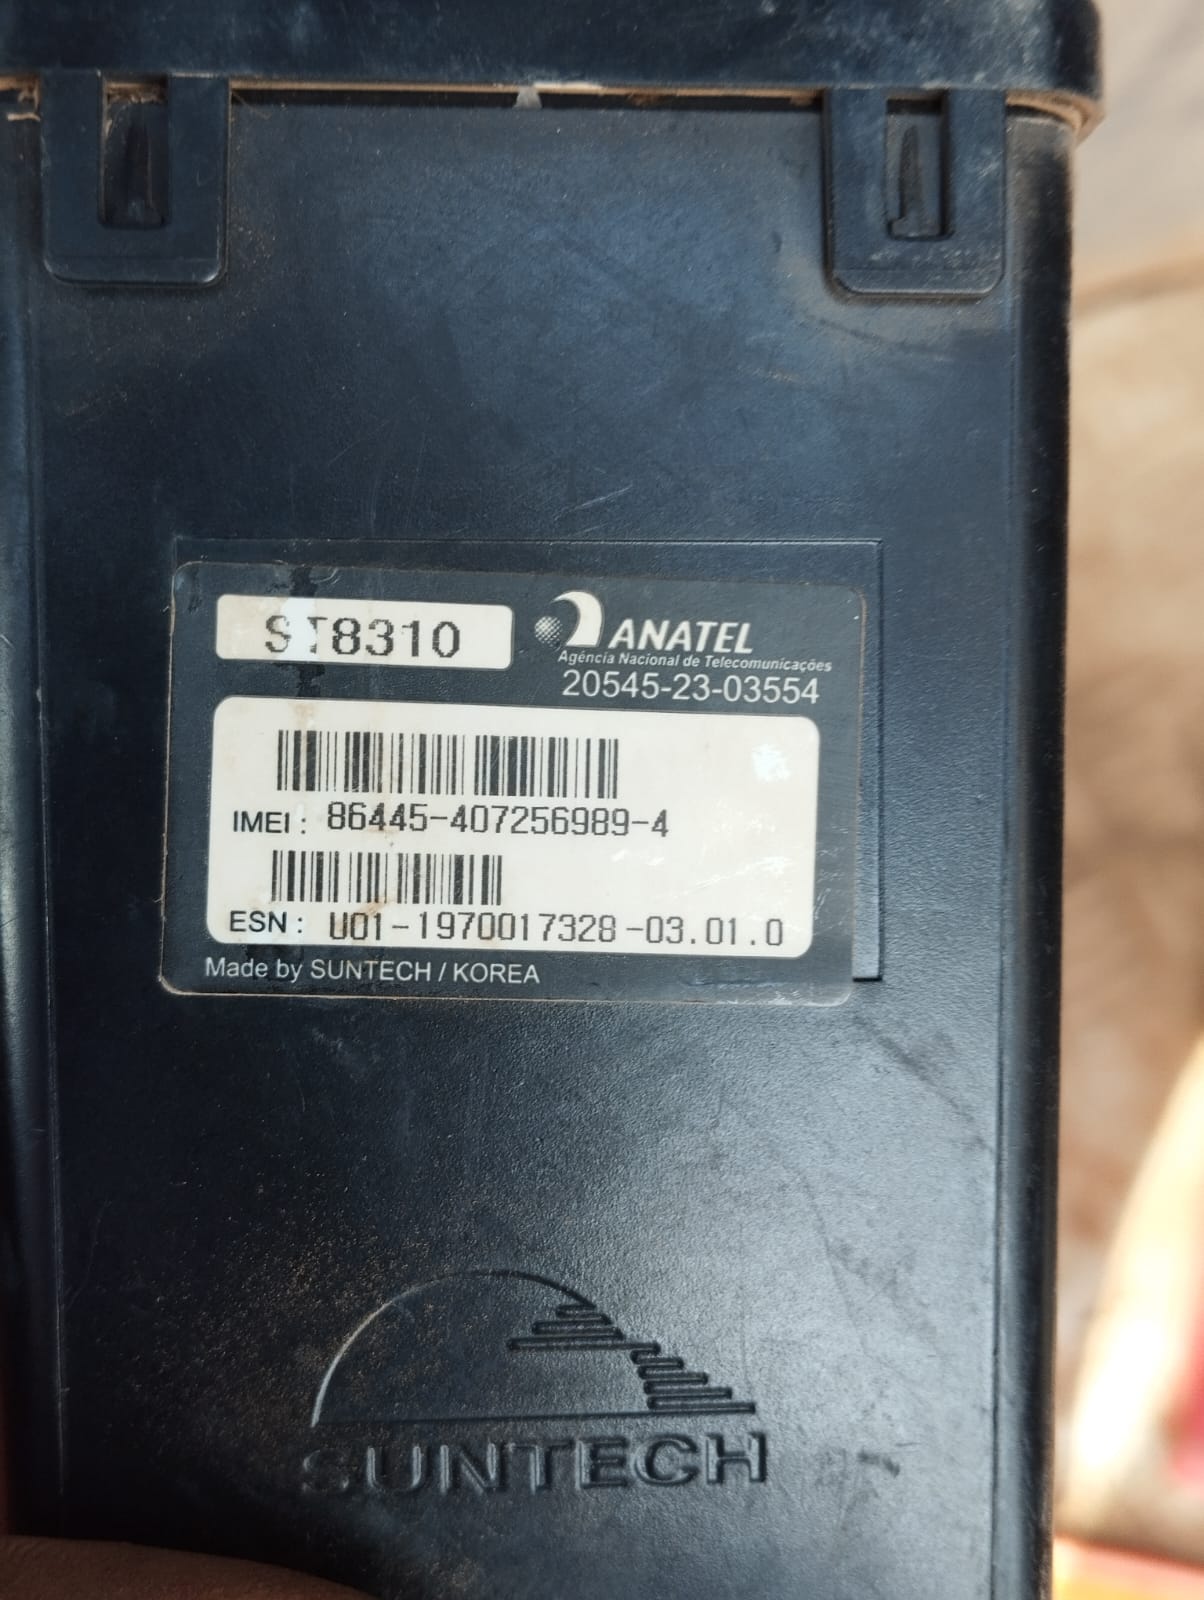 ST8310
ANATEL
Agência Nacional de Telecomunicações
20545-23-03554
IMEI: 86445-407256989-4
ESN: U01-1970017328-03.01.0
Made by SUNTECH / KOREA
SUNTECH